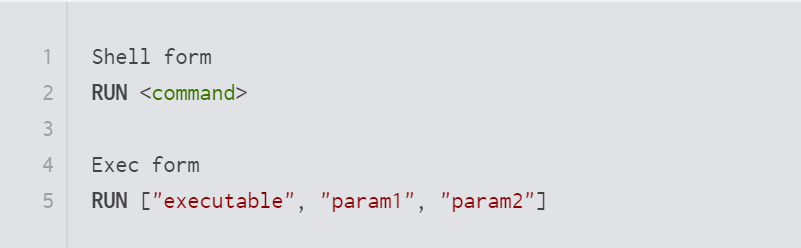 1 Shell form
2 RUN <command>
3
4 Exec form
5 RUN ["executable", "param1", "param2"]